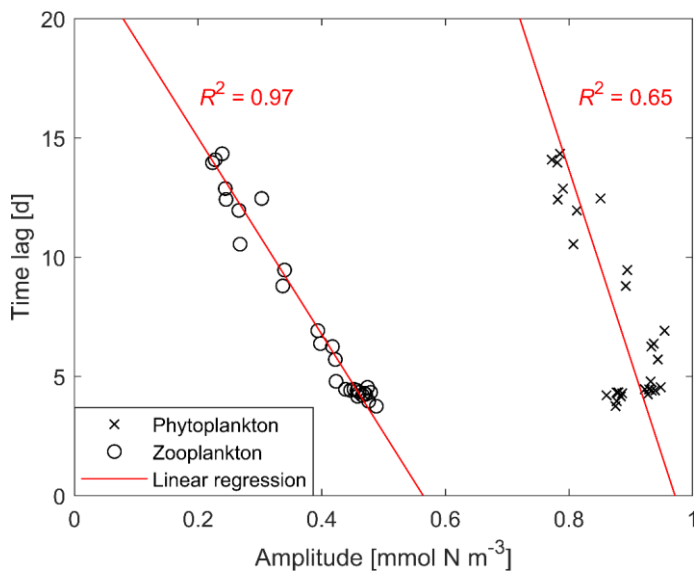 20
15
10
5
0
Time lag [d]
R² = 0.97
R² = 0.65
Phytoplankton
Zooplankton
Linear regression
0 0.2 0.4 0.6 0.8 1
Amplitude [mmol N m⁻³]